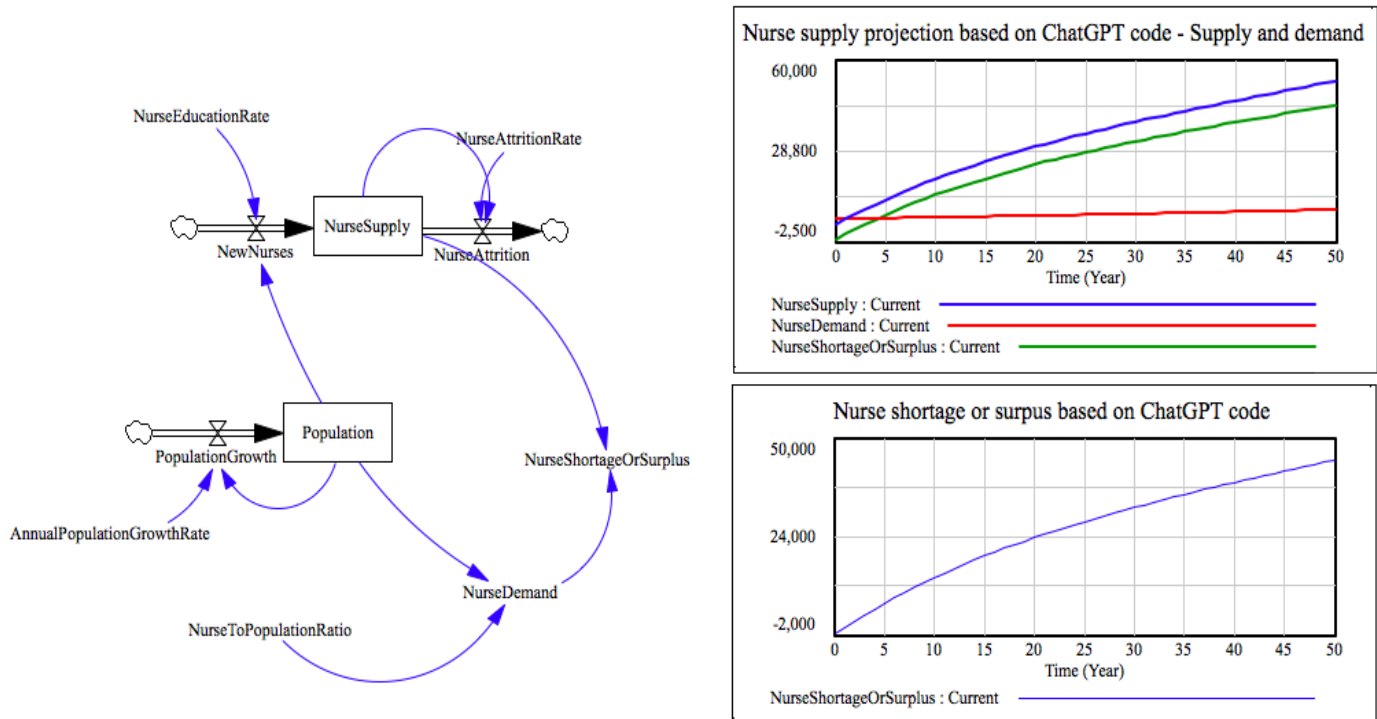 NurseEducationRate
NurseAttritionRate
NurseSupply
NewNurses
NurseAttrition
Population
PopulationGrowth
NurseShortageOrSurplus
AnnualPopulationGrowthRate
NurseDemand
NurseToPopulationRatio
Nurse supply projection based on ChatGPT code - Supply and demand
60,000
28,800
-2,500
0 5 10 15 20 25 30 35 40 45 50
Time (Year)
NurseSupply : Current
NurseDemand : Current
NurseShortageOrSurplus : Current
Nurse shortage or surpus based on ChatGPT code
50,000
24,000
-2,000
0 5 10 15 20 25 30 35 40 45 50
Time (Year)
NurseShortageOrSurplus : Current